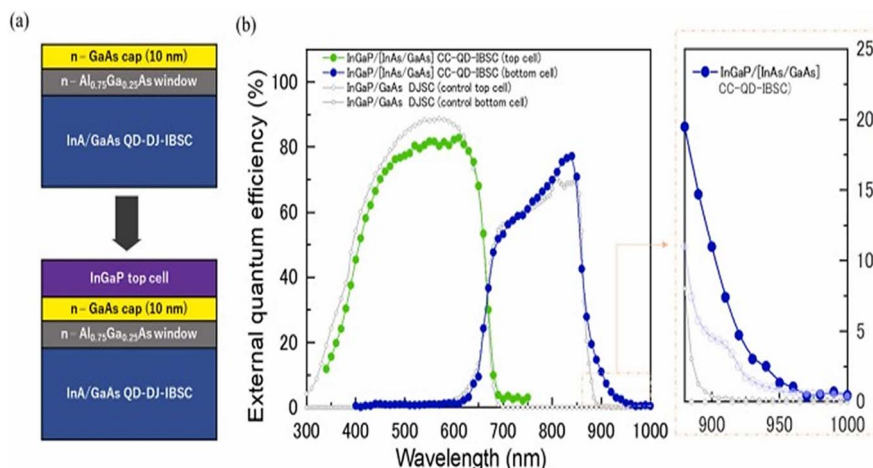 (a)
n- GaAs cap (10 nm)
n- Al0.75Ga0.25As window
InA/GaAs QD-DJ-IBSC
InGaP top cell
n- GaAs cap (10 nm)
n- Al0.75Ga0.25As window
InA/GaAs QD-DJ-IBSC
(b)
External quantum efficiency (%)
100
80
60
40
20
0
InGaP/[InAs/GaAs] CC-QD-IBSC (top cell)
InGaP/[InAs/GaAs] CC-QD-IBSC (bottom cell)
InGaP/GaAs DJSC (control top cell)
InGaP/GaAs DJSC (control bottom cell)
300 400 500 600 700 800 900 1000
Wavelength (nm)
InGaP/[InAs/GaAs]
CC-QD-IBSC)
25
20
15
10
5
0
900 950 1000